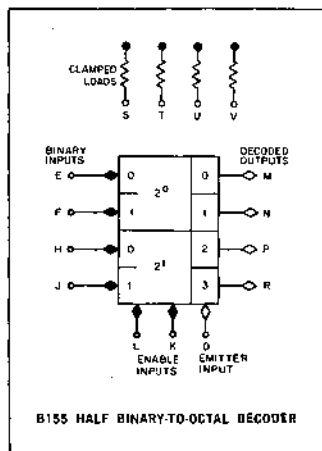 CLAMPED
LOADS
S T U V
BINARY
INPUTS
DECODED
OUTPUTS
E 0 2⁰ 0 M
F 1 1 N
H 0 2¹ 2 P
J 1 3 R
L K D
ENABLE
INPUTS
EMITTER
INPUT
B155 HALF BINARY-TO-OCTAL DECODER